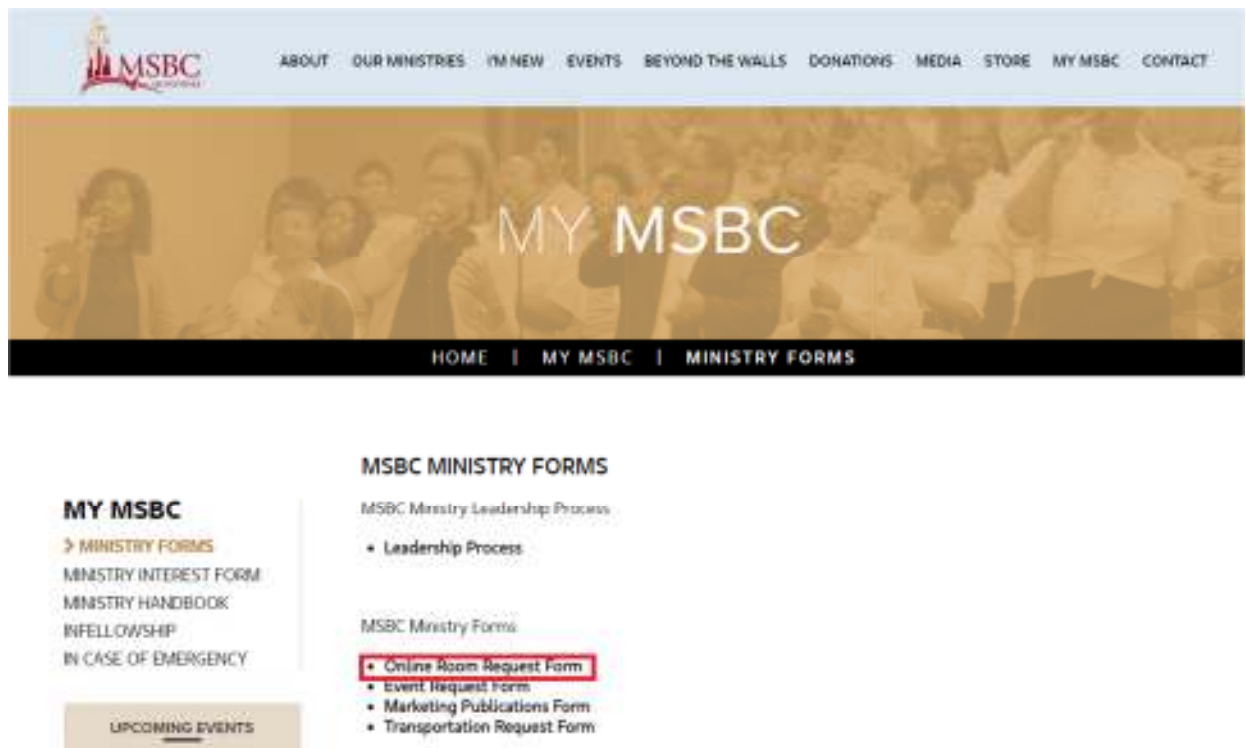 MSBC
ABOUT OUR MINISTRIES I'M NEW EVENTS BEYOND THE WALLS DONATIONS MEDIA STORE MY MSBC CONTACT
MY MSBC
HOME | MY MSBC | MINISTRY FORMS
MSBC MINISTRY FORMS
MY MSBC
> MINISTRY FORMS
MINISTRY INTEREST FORM
MINISTRY HANDBOOK
INFELLOWSHIP
IN CASE OF EMERGENCY
UPCOMING EVENTS
MSBC Ministry Leadership Process
• Leadership Process
MSBC Ministry Forms
• Online Room Request Form
• Event Request Form
• Marketing Publications Form
• Transportation Request Form